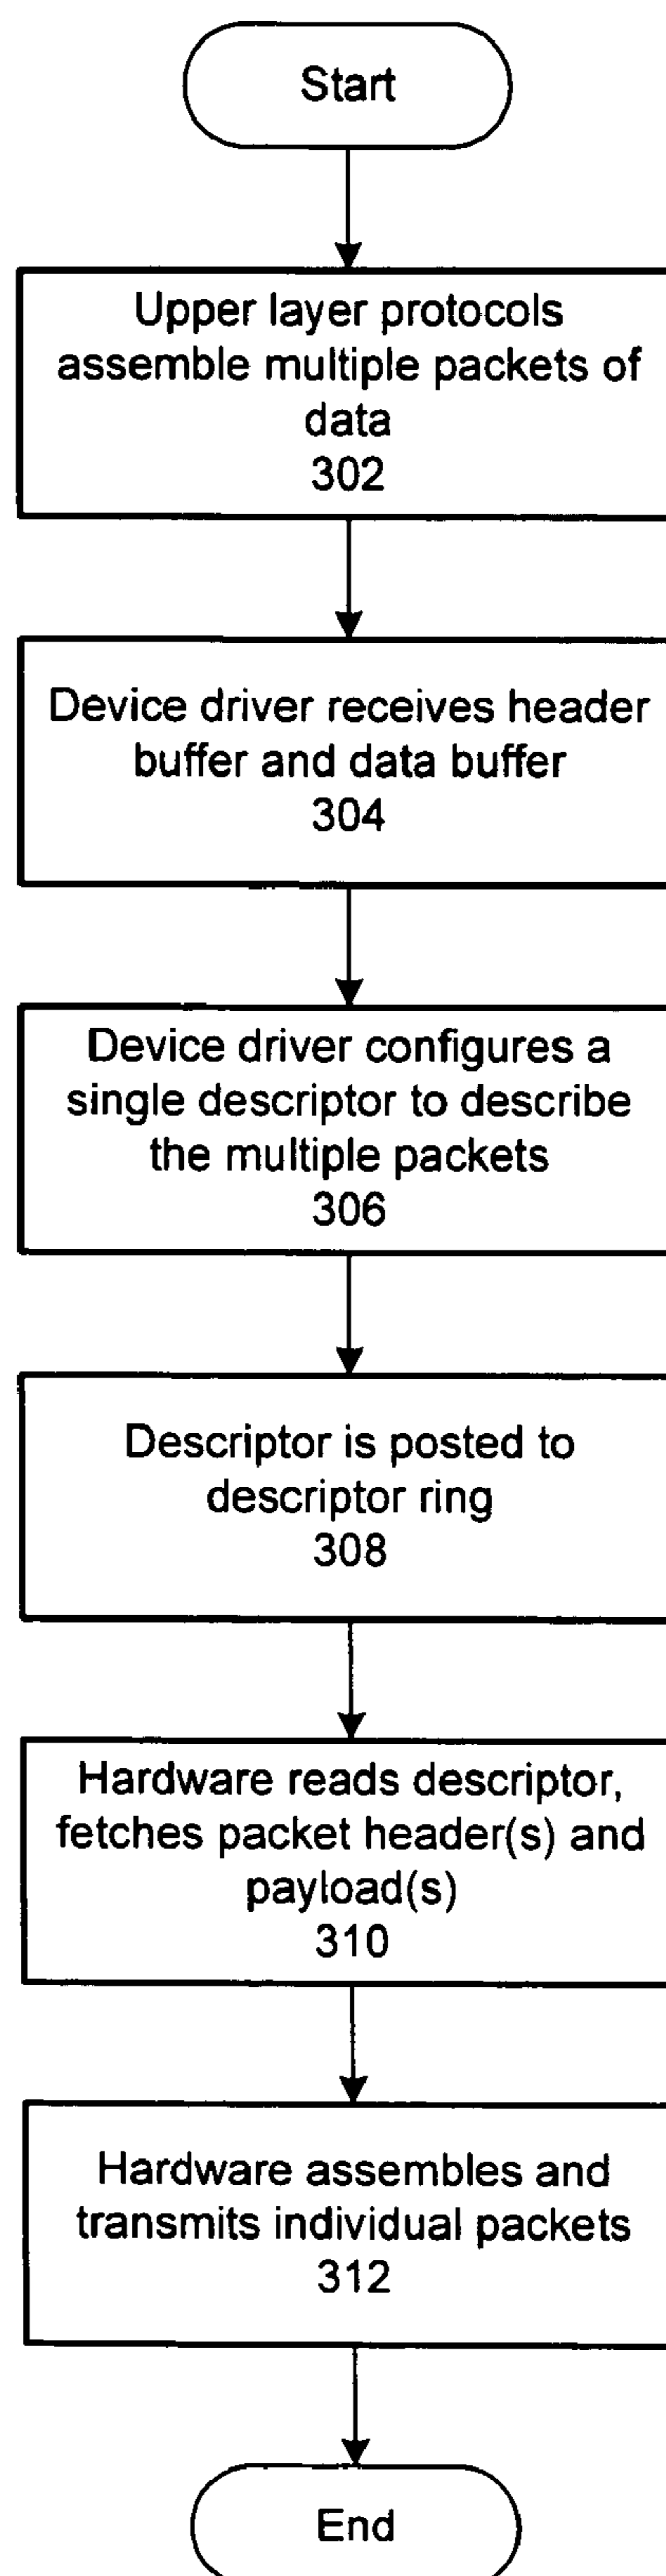 Start
Upper layer protocols
assemble multiple packets of
data
302
Device driver receives header
buffer and data buffer
304
Device driver configures a
single descriptor to describe
the multiple packets
306
Descriptor is posted to
descriptor ring
308
Hardware reads descriptor,
fetches packet header(s) and
payload(s)
310
Hardware assembles and
transmits individual packets
312
End